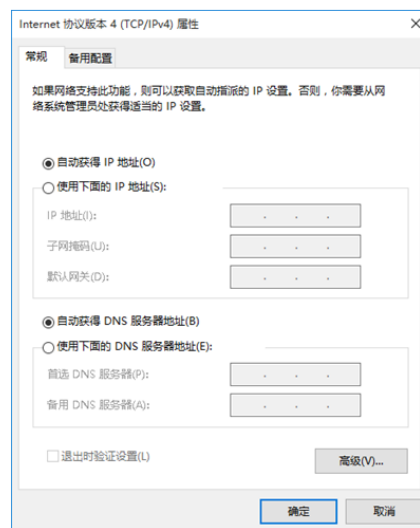 Internet 协议版本 4 (TCP/IPv4) 属性
常规 备用配置
如果网络支持此功能，则可以获取自动指派的 IP 设置。否则，你需要从网
络系统管理员处获得适当的 IP 设置。
自动获得 IP 地址(O)
使用下面的 IP 地址(S):
IP 地址(I):
子网掩码(U):
默认网关(D):
自动获得 DNS 服务器地址(B)
使用下面的 DNS 服务器地址(E):
首选 DNS 服务器(P):
备用 DNS 服务器(A):
退出时验证设置(L)
高级(V)...
确定 取消